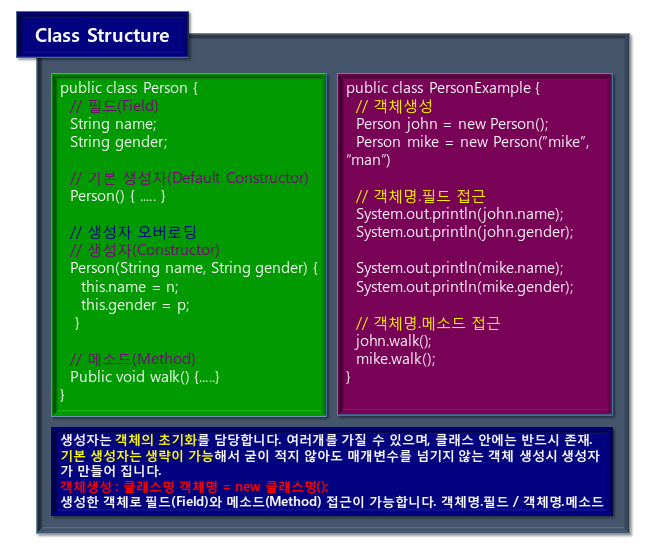 Class Structure
public class Person {
// 필드(Field)
String name;
String gender;
// 기본 생성자(Default Constructor)
Person() { ..... }
// 생성자 오버로딩
// 생성자(Constructor)
Person(String name, String gender) {
this.name = n;
this.gender = p;
}
// 메소드(Method)
Public void walk() {.....}
}
public class PersonExample {
// 객체생성
Person john = new Person();
Person mike = new Person(”mike”,
”man”)
// 객체명.필드 접근
System.out.println(john.name);
System.out.println(john.gender);
System.out.println(mike.name);
System.out.println(mike.gender);
// 객체명.메소드 접근
john.walk();
mike.walk();
}
생성자는 객체의 초기화를 담당합니다. 여러개를 가질 수 있으며, 클래스 안에는 반드시 존재.
기본 생성자는 생략이 가능해서 굳이 적지 않아도 매개변수를 넘기지 않는 객체 생성시 생성자
가 만들어 집니다.
객체생성 : 클래스명 객체명 = new 클래스명();
생성한 객체로 필드(Field)와 메소드(Method) 접근이 가능합니다. 객체명.필드 / 객체명.메소드